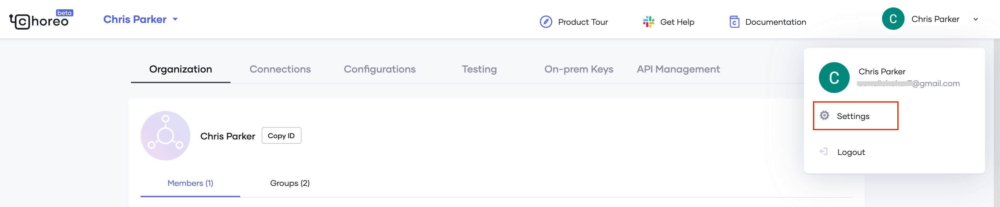 choreo beta
Chris Parker
Product Tour
Get Help
Documentation
C Chris Parker
Organization
Connections
Configurations
Testing
On-prem Keys
API Management
C
Chris Parker
@gmail.com
Settings
Logout
Chris Parker
Copy ID
Members (1)
Groups (2)